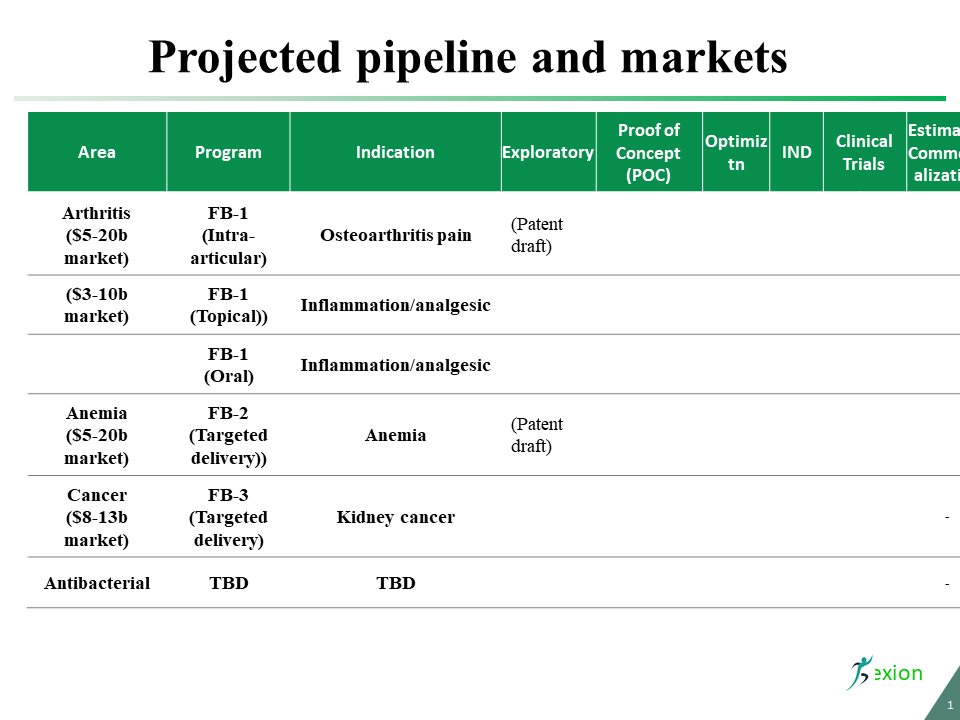 Projected pipeline and markets
Area
Program
Indication
Exploratory
Proof of
Concept
(POC)
Optimiz
tn
IND
Clinical
Trials
Estima
Comme
alizati
Arthritis
($5-20b
market)
FB-1
(Intra-
articular)
Osteoarthritis pain
(Patent
draft)
($3-10b
market)
FB-1
(Topical))
Inflammation/analgesic
FB-1
(Oral)
Inflammation/analgesic
Anemia
($5-20b
market)
FB-2
(Targeted
delivery))
Anemia
(Patent
draft)
Cancer
($8-13b
market)
FB-3
(Targeted
delivery)
Kidney cancer
-
Antibacterial
TBD
TBD
-
exion
1